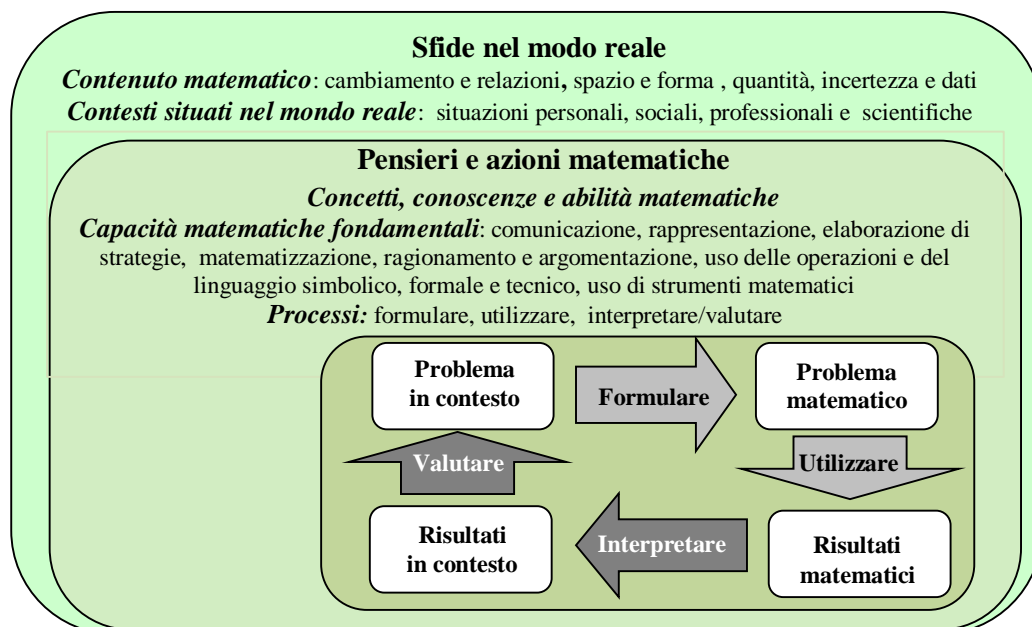 Sfide nel modo reale
Contenuto matematico: cambiamento e relazioni, spazio e forma , quantità, incertezza e dati
Contesti situati nel mondo reale: situazioni personali, sociali, professionali e scientifiche
Pensieri e azioni matematiche
Concetti, conoscenze e abilità matematiche
Capacità matematiche fondamentali: comunicazione, rappresentazione, elaborazione di
strategie, matematizzazione, ragionamento e argomentazione, uso delle operazioni e del
linguaggio simbolico, formale e tecnico, uso di strumenti matematici
Processi: formulare, utilizzare, interpretare/valutare
Problema
in contesto
Formulare
Problema
matematico
Valutare
Utilizzare
Risultati
in contesto
Interpretare
Risultati
matematici